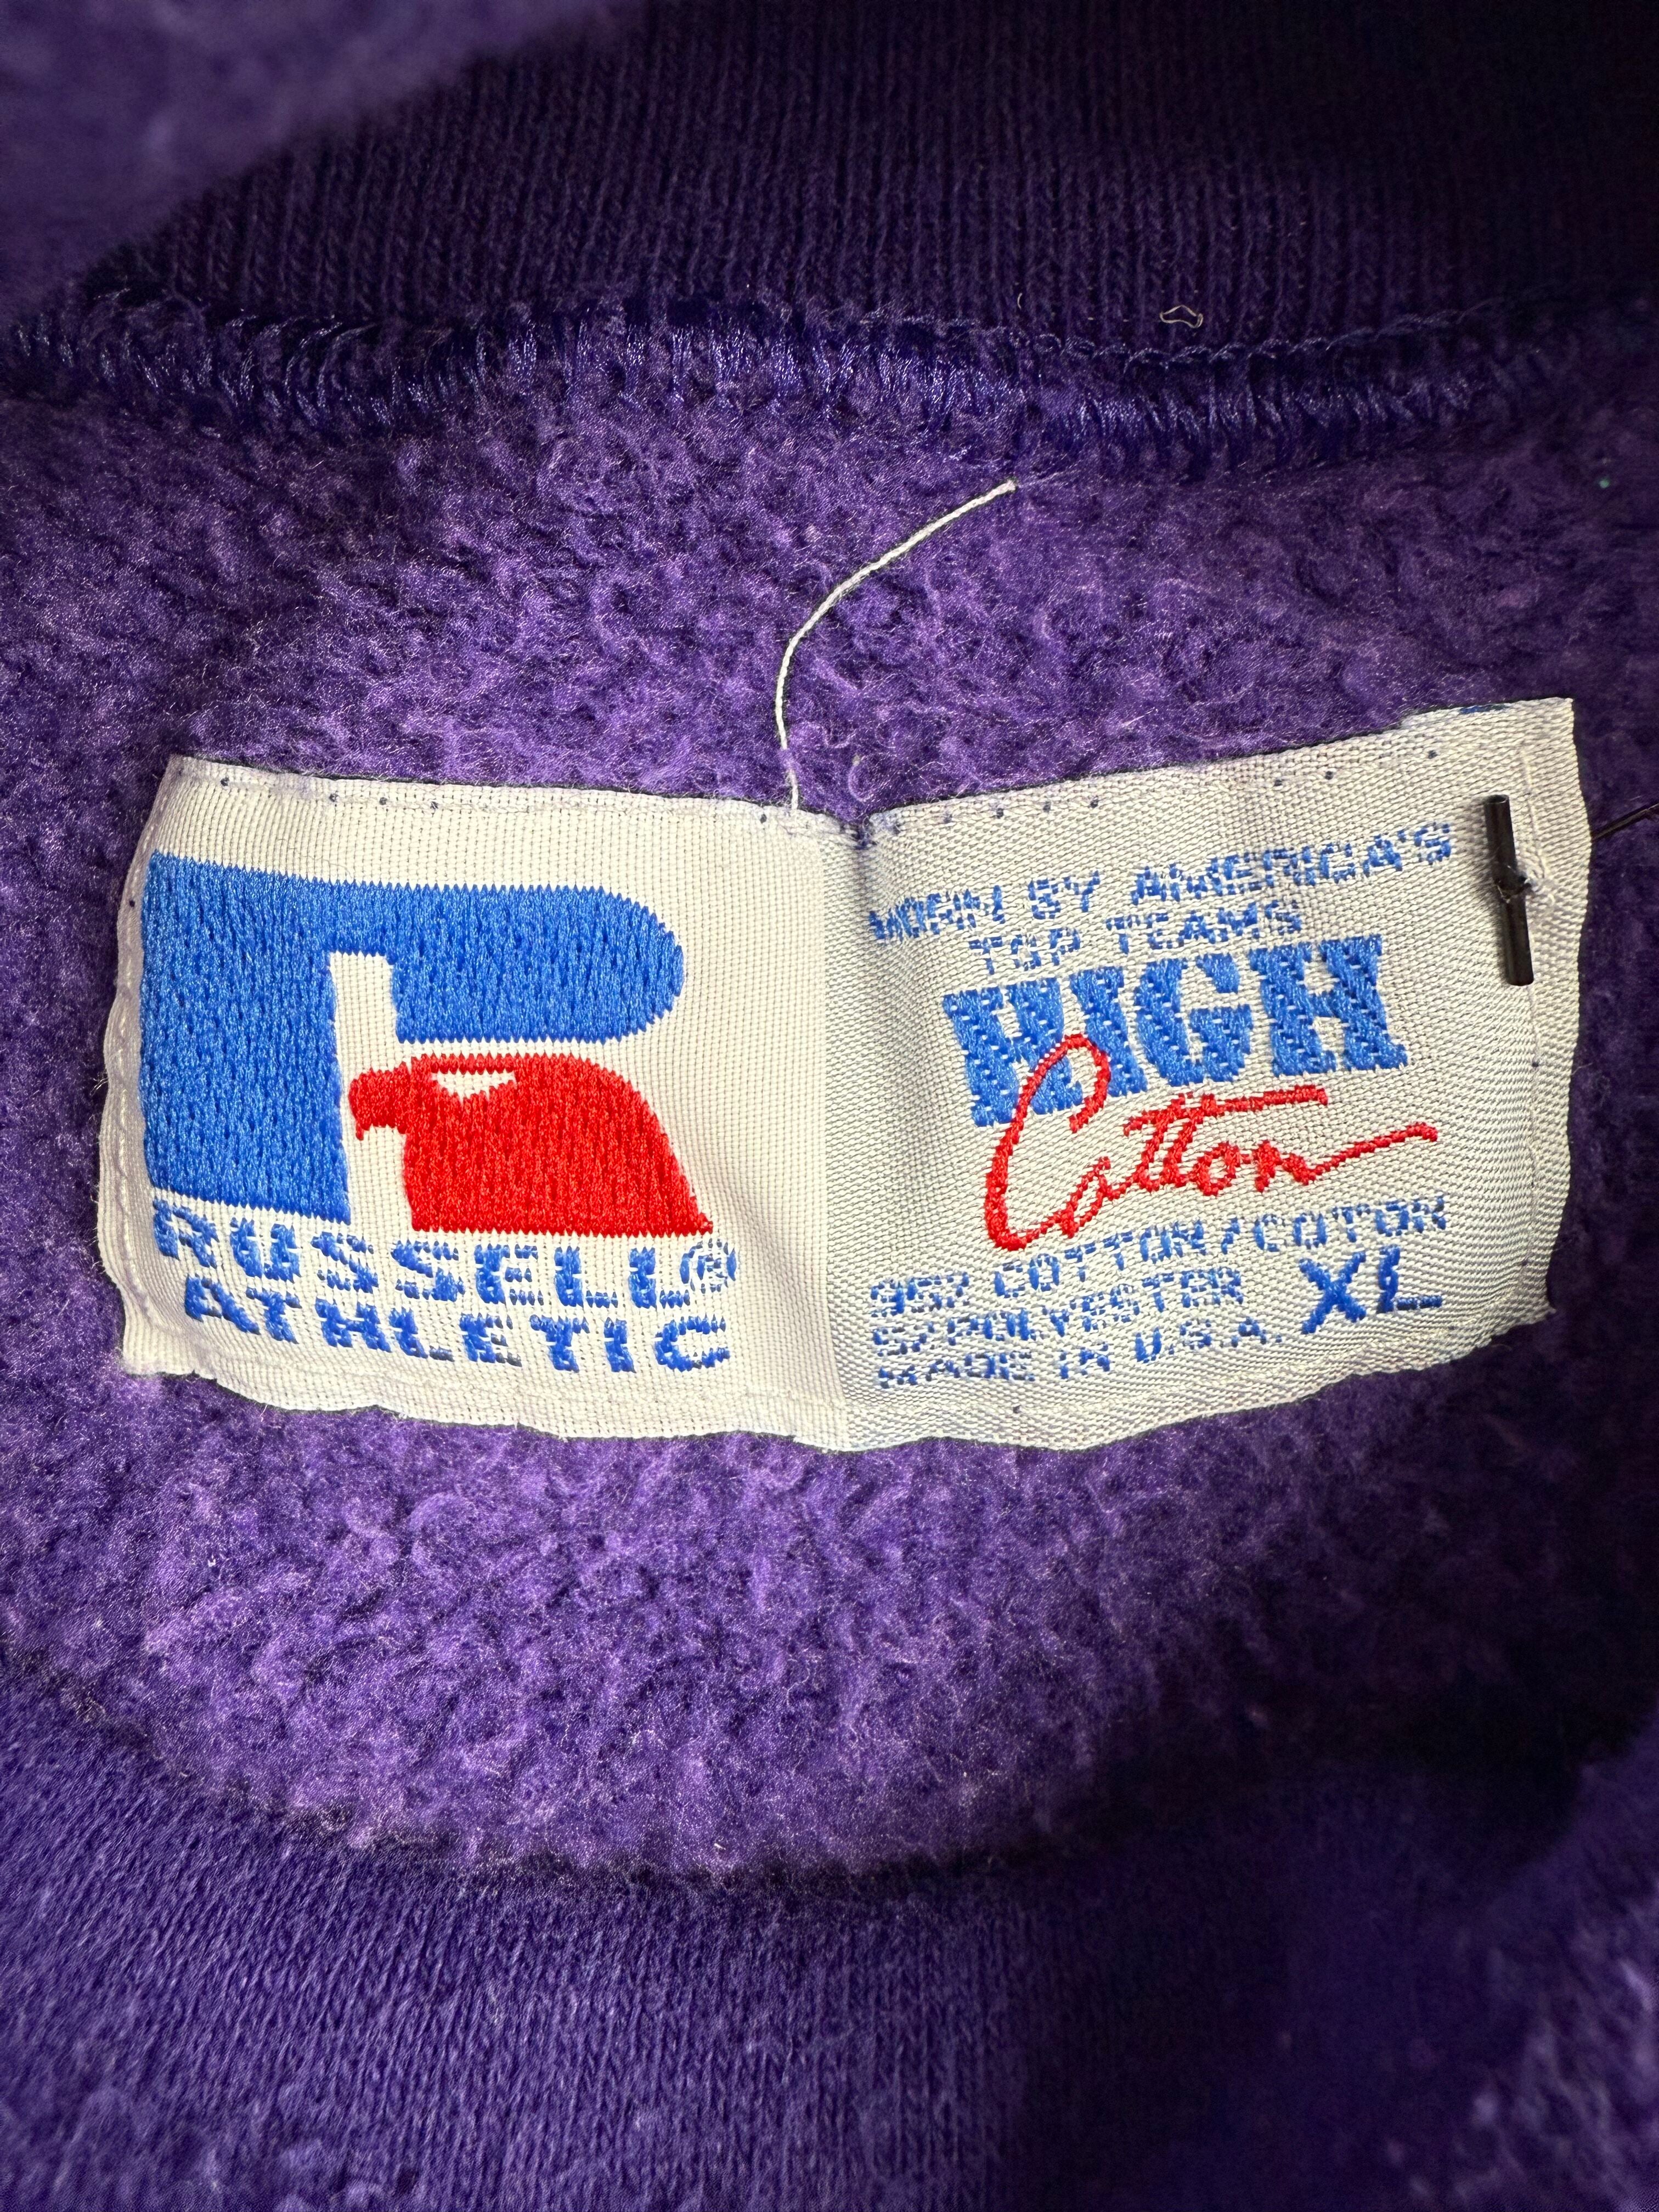 RUSSELL®
ATHLETIC
WORN BY AMERICA'S
TOP TEAMS
HIGH
Cotton
95% COTTON/COTON
5% POLYESTER
MADE IN U.S.A. XL